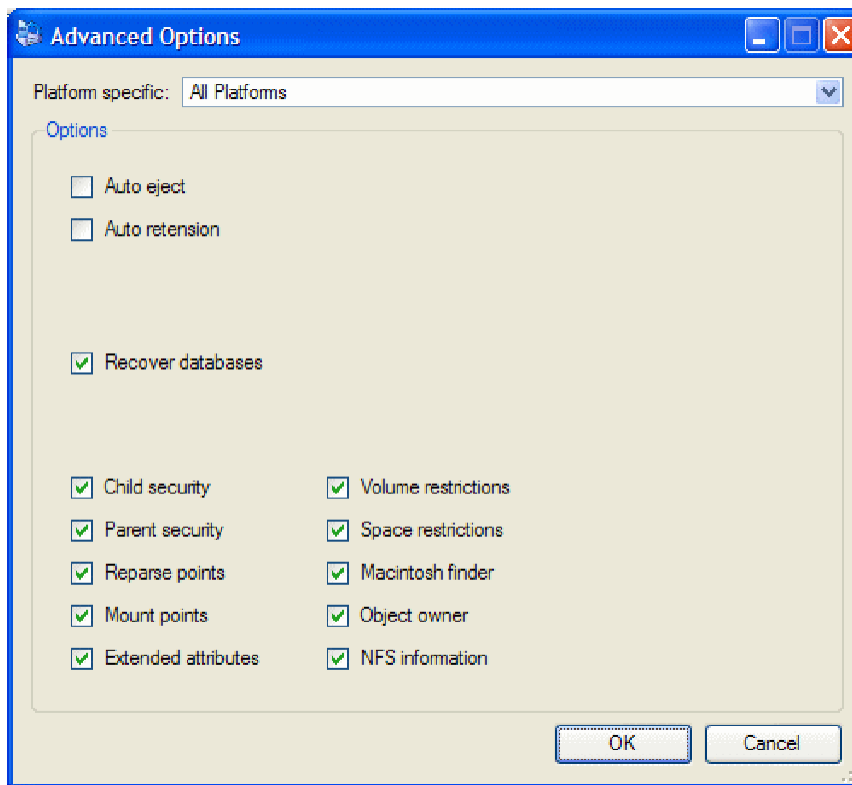 Advanced Options
Platform specific: All Platforms
Options
Auto eject
Auto retension
Recover databases
Child security Volume restrictions
Parent security Space restrictions
Reparse points Macintosh finder
Mount points Object owner
Extended attributes NFS information
OK Cancel